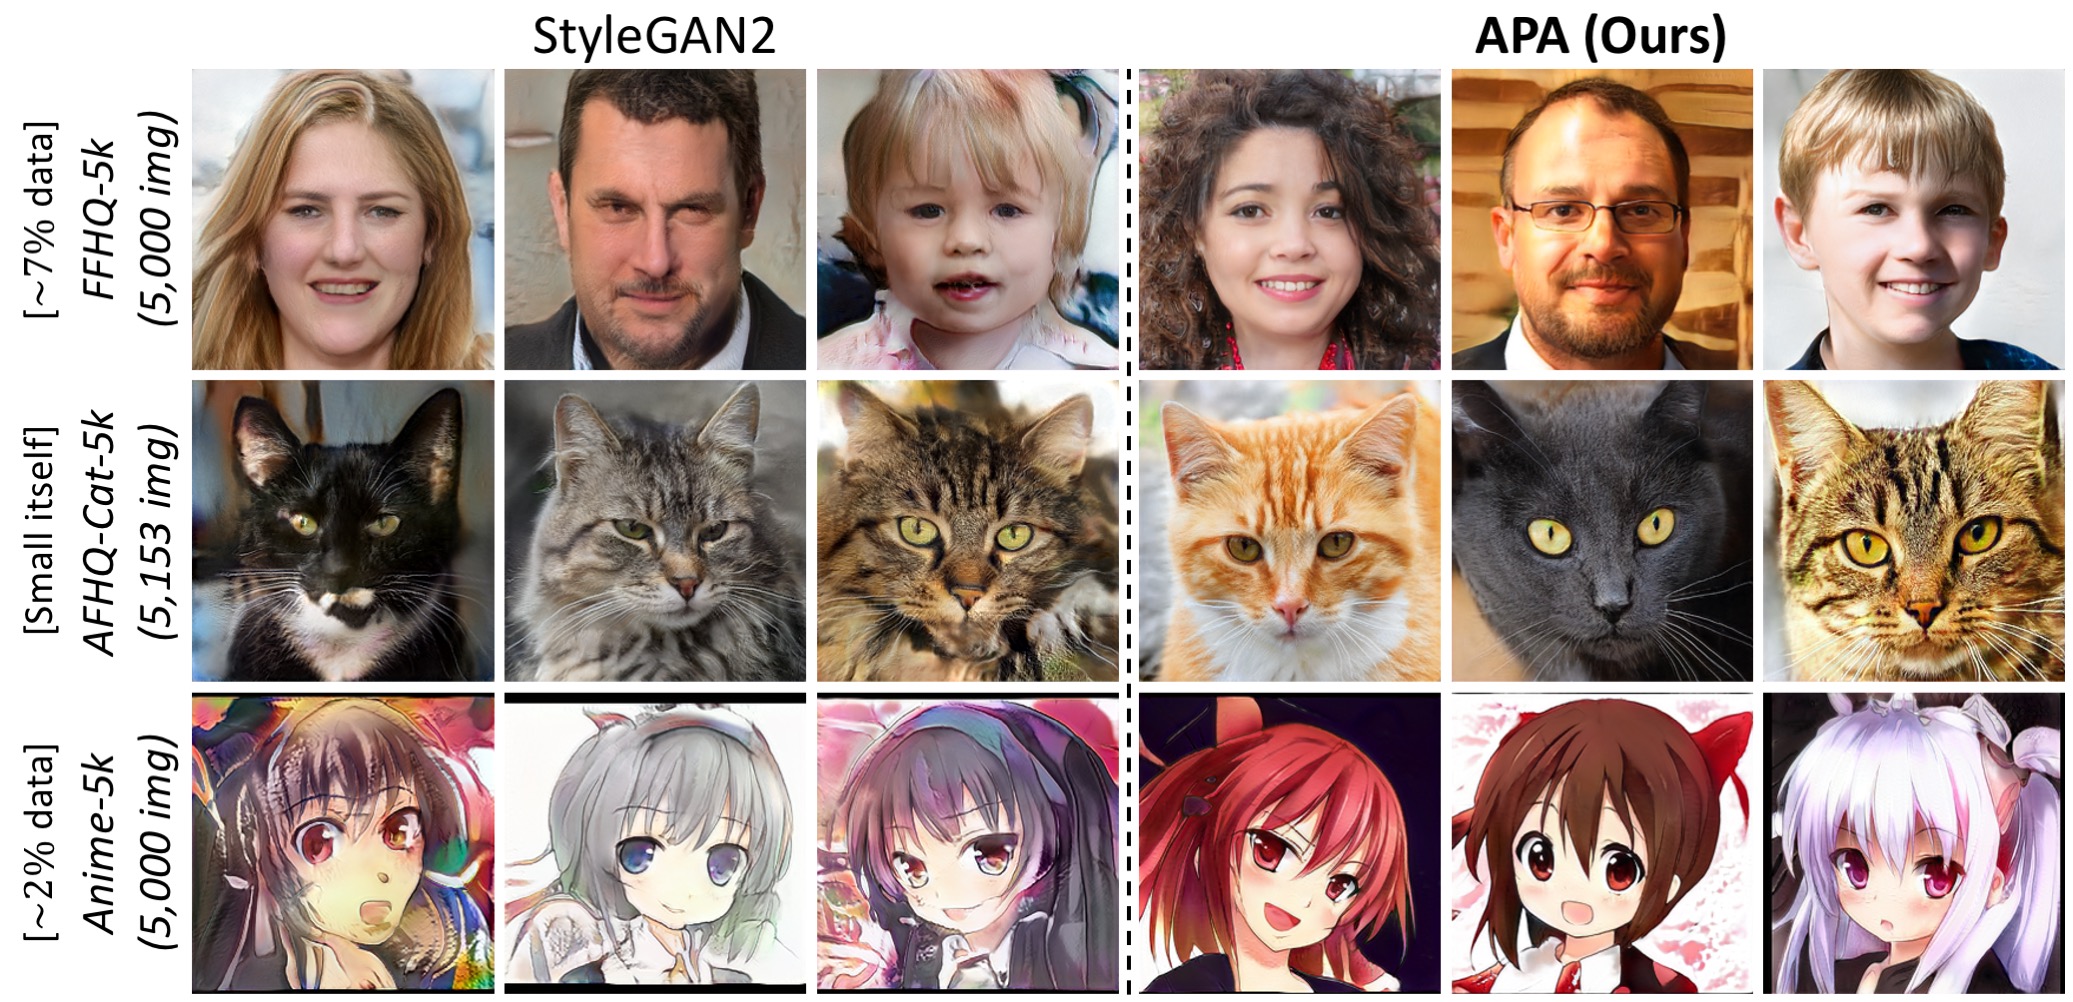 StyleGAN2
APA (Ours)
[~7% data]
FFHQ-5k
(5,000 img)
[Small itself]
AFHQ-Cat-5k
(5,153 img)
[~2% data]
Anime-5k
(5,000 img)